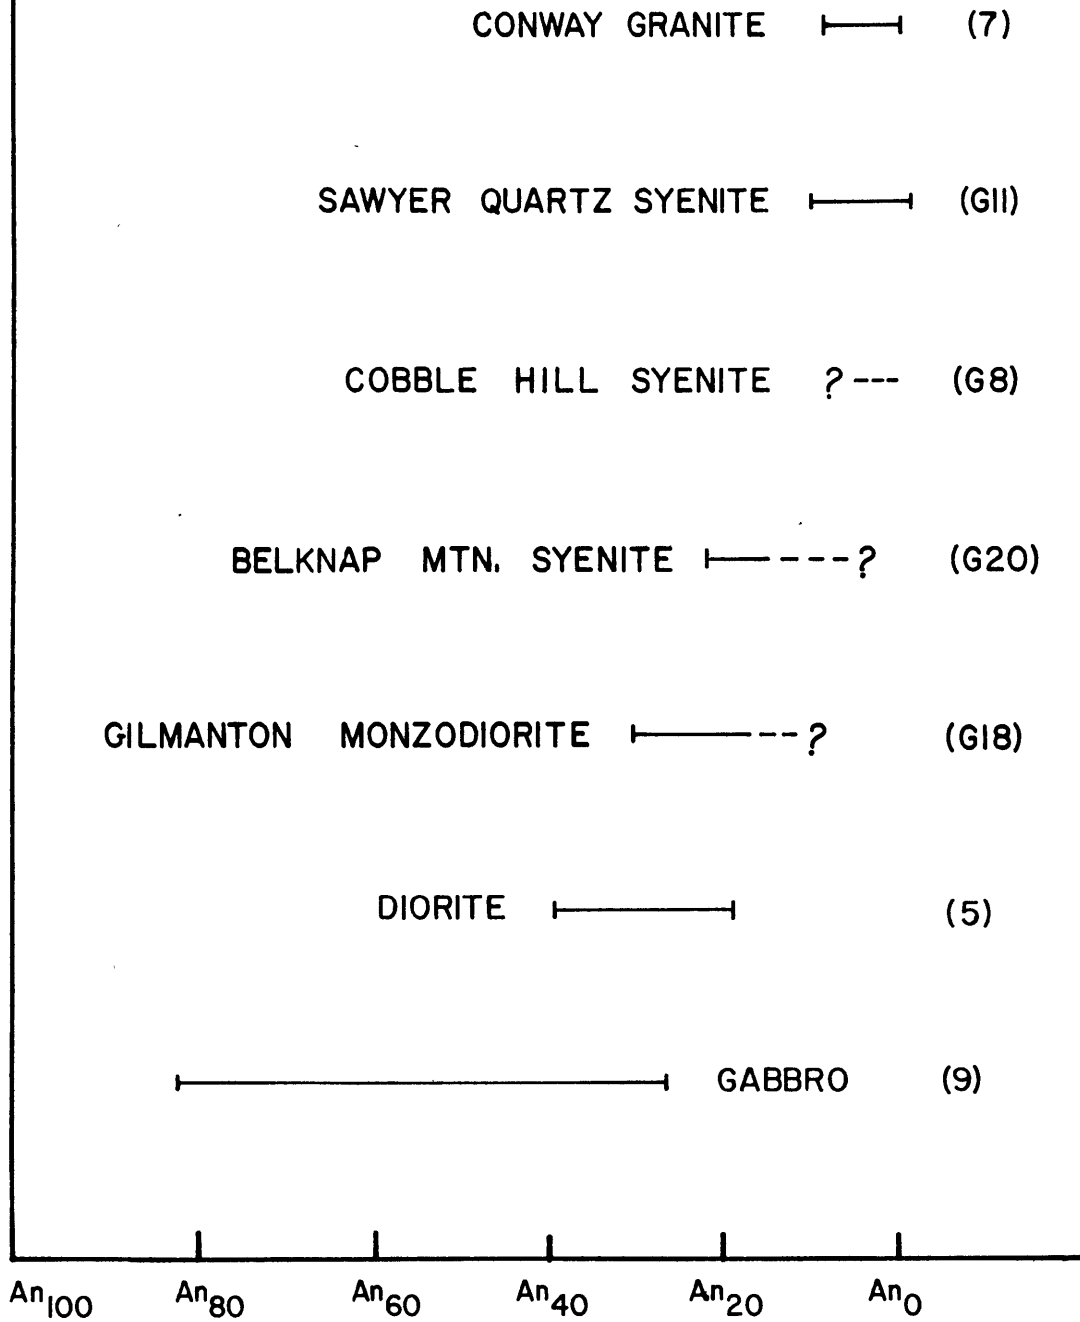 CONWAY GRANITE (7)
SAWYER QUARTZ SYENITE (G11)
COBBLE HILL SYENITE ? --- (G8)
BELKNAP MTN. SYENITE ? (G20)
GILMANTON MONZODIORITE ? (G18)
DIORITE (5)
GABBRO (9)
An100 An80 An60 An40 An20 An0